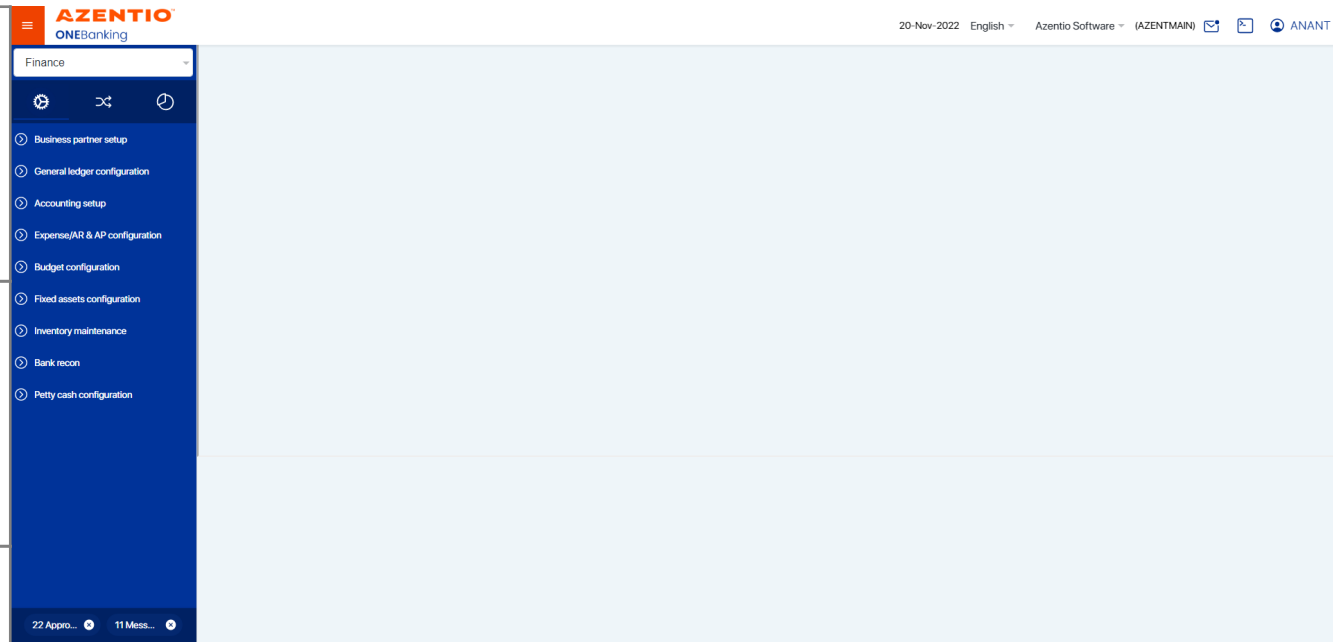 AZENTIO™
ONEBanking
20-Nov-2022 English Azentio Software (AZENTMAIN) ANANT
Finance
Business partner setup
General ledger configuration
Accounting setup
Expense/AR & AP configuration
Budget configuration
Fixed assets configuration
Inventory maintenance
Bank recon
Petty cash configuration
22 Appro... 11 Mess...